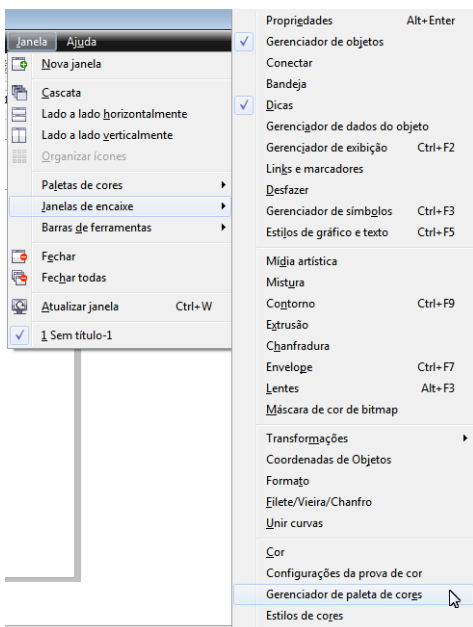 Janela Ajuda
Nova janela
Cascata
Lado a lado horizontalmente
Lado a lado verticalmente
Organizar ícones
Paletas de cores
Janelas de encaixe
Barras de ferramentas
Fechar
Fechar todas
Atualizar janela Ctrl+W
1 Sem título-1
Propriedades Alt+Enter
Gerenciador de objetos
Conectar
Bandeja
Dicas
Gerenciador de dados do objeto
Gerenciador de exibição Ctrl+F2
Links e marcadores
Desfazer
Gerenciador de símbolos Ctrl+F3
Estilos de gráfico e texto Ctrl+F5
Mídia artística
Mistura
Contorno Ctrl+F9
Extrusão
Chanfradura
Envelope Ctrl+F7
Lentes Alt+F3
Máscara de cor de bitmap
Transformações
Coordenadas de Objetos
Formato
Filete/Vieira/Chanfro
Unir curvas
Cor
Configurações da prova de cor
Gerenciador de paleta de cores
Estilos de cores